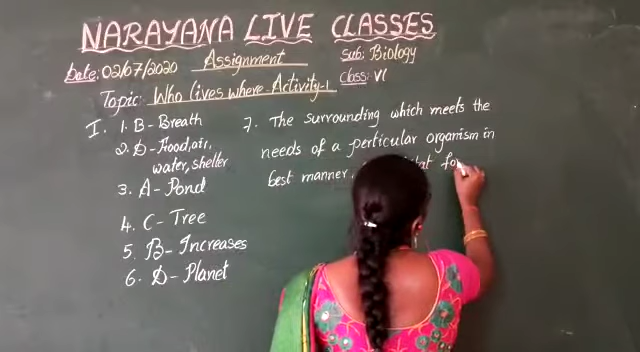 NARAYANA LIVE CLASSES
Date: 02/07/2020 Assignment Sub: Biology
Class: VI
Topic: Who lives where Activity-1
I. 1. B - Breath
2. D - Food, air,
water, sheller
3. A - Pond
4. C - Tree
5. B - Increases
6. D - Planet
7. The surrounding which meets the
needs of a perticular organism in
best manner.